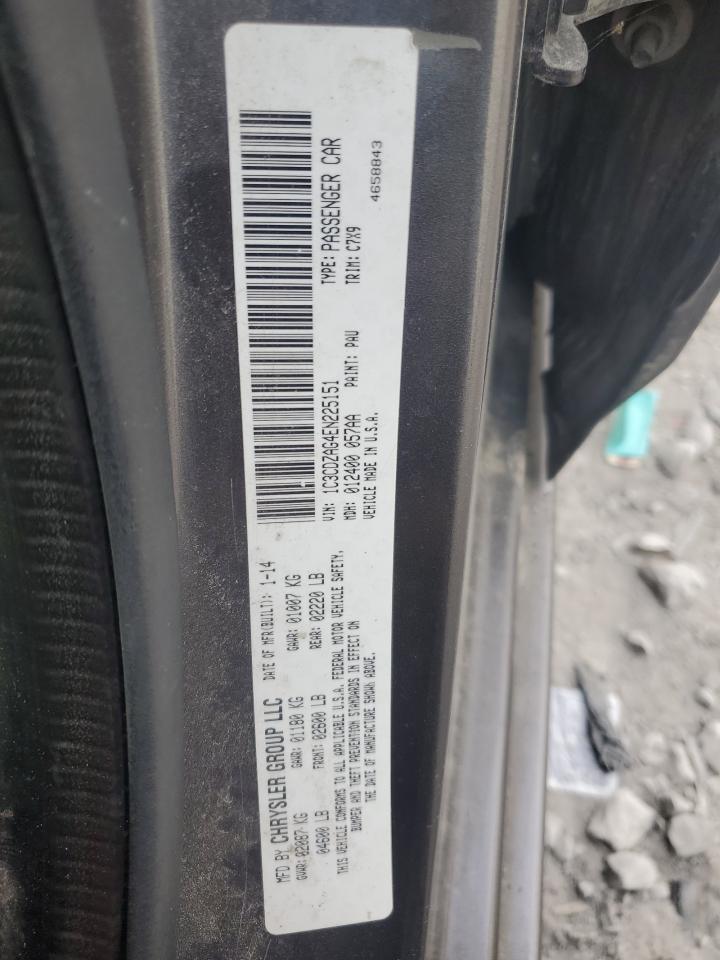 MFD BY CHRYSLER GROUP LLC DATE OF MFR(BUILT): 1-14
GVWR:02087 KG GAWR: 01180 KG GAWR: 01007 KG
04600 LB FRONT: 02600 LB REAR: 02220 LB
THIS VEHICLE CONFORMS TO ALL APPLICABLE U.S.A. FEDERAL MOTOR VEHICLE SAFETY,
BUMPER AND THEFT PREVENTION STANDARDS IN EFFECT ON
THE DATE OF MANUFACTURE SHOWN ABOVE.
VIN: 1C3CDZAG4EN225151 TYPE: PASSENGER CAR
MDH: 012400 057AA PAINT: PAU TRIM: C7X9
VEHICLE MADE IN U.S.A. 4658843